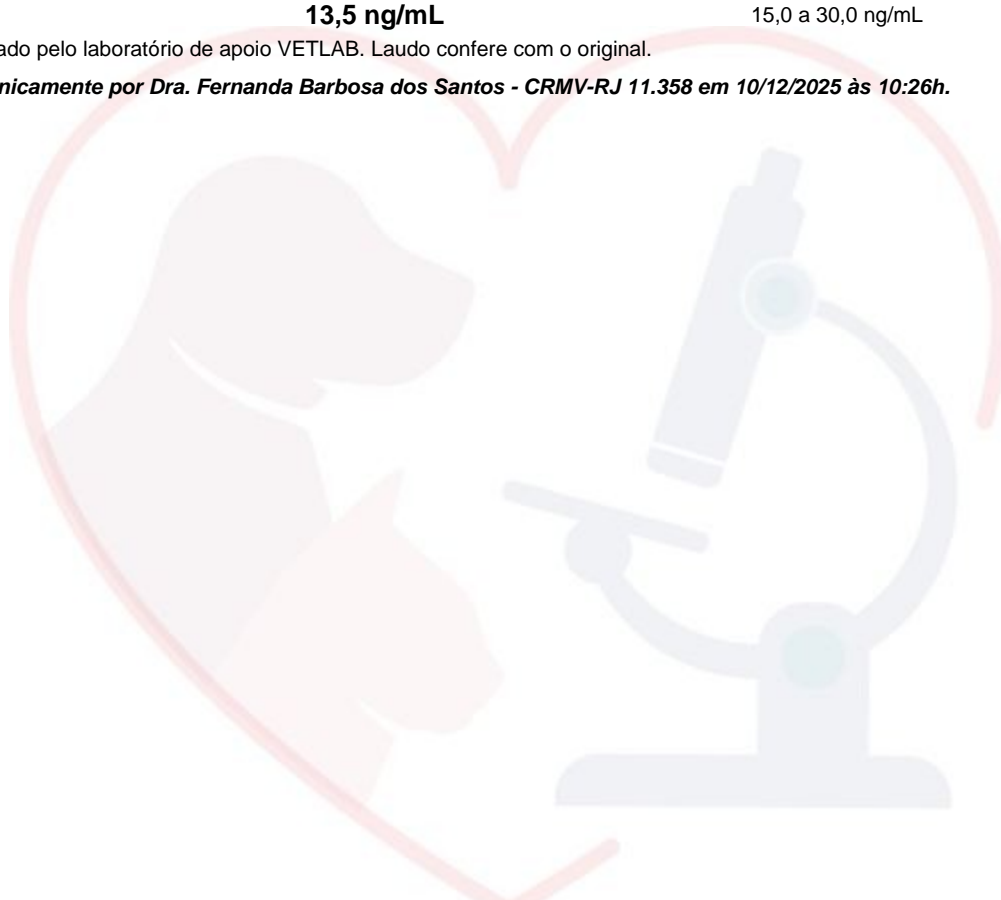 13,5 ng/mL 15,0 a 30,0 ng/mL
ado pelo laboratório de apoio VETLAB. Laudo confere com o original.
nicamente por Dra. Fernanda Barbosa dos Santos - CRMV-RJ 11.358 em 10/12/2025 às 10:26h.